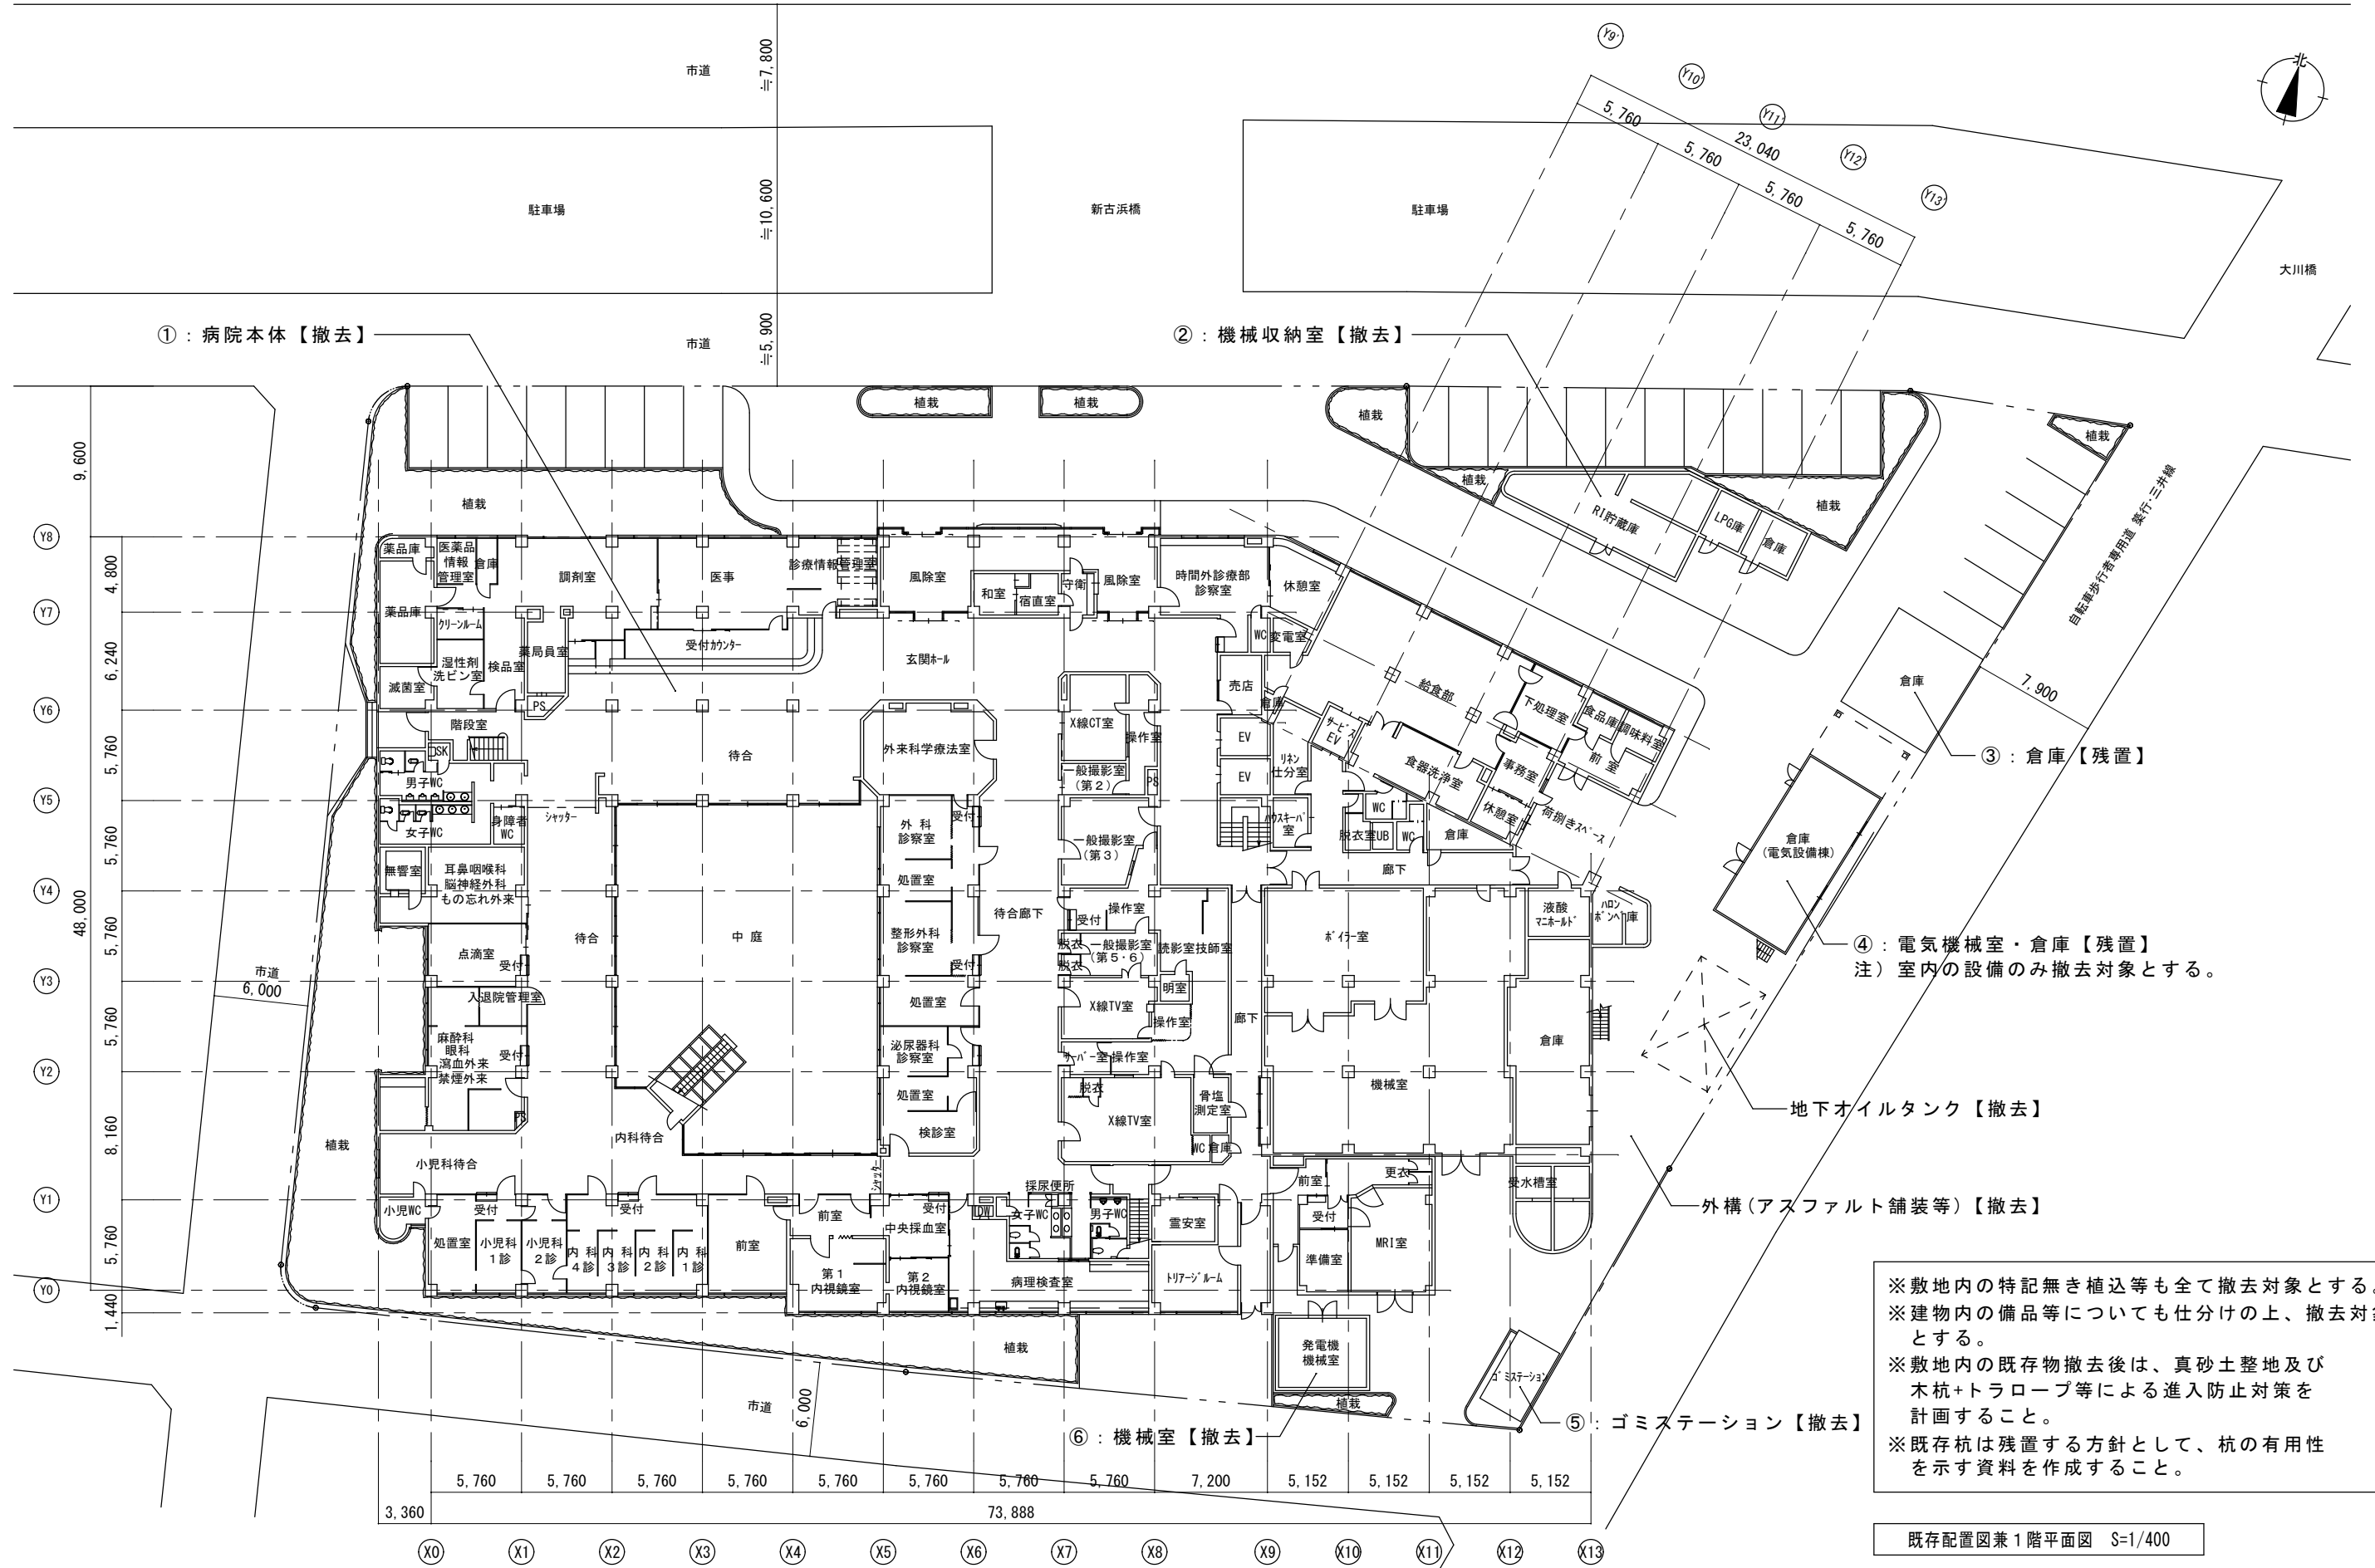 Y9'
Y10'
Y11'
Y12'
Y13'
北
市道
≒7,800
5,760
23,040
5,760
5,760
5,760
駐車場
≒10,600
新古浜橋
駐車場
大川橋
①：病院本体【撤去】
市道
≒5,900
②：機械収納室【撤去】
植栽
植栽
植栽
植栽
9,600
植栽
植栽
植栽
RI貯蔵庫
LPG庫
倉庫
自転車歩行者専用道 築行・三井線
Y8
薬品庫
医薬品
情報
管理室
倉庫
調剤室
医事
診療情報管理室
風除室
和室
宿直室
守衛
風除室
時間外診療部
診察室
休憩室
4,800
Y7
薬品庫
クリーンルーム
薬局員室
受付カウンター
WC
変電室
湿性剤
洗ビン室
検品室
玄関ホール
6,240
滅菌室
売店
倉庫
給食部
下処理室
食品庫
調味料室
倉庫
7,900
Y6
PS
階段室
X線CT室
操作室
サービス
EV
DSK
待合
外来科学療法室
EV
5,760
リネン
仕分室
食器洗浄室
事務室
前室
③：倉庫【残置】
男子WC
一般撮影室
(第２)
PS
EV
Y5
シャッター
受付
WC
休憩室
荷捌きスペース
女子WC
身障者
WC
外科
診察室
一般撮影室
(第３)
ハウスキーパー
室
脱衣室
UB
WC
倉庫
倉庫
(電気設備棟)
5,760
無響室
耳鼻咽喉科
脳神経外科
もの忘れ外来
処置室
廊下
Y4
48,000
待合廊下
受付
操作室
液酸
マニホールド
ハロン
ボンベ庫
5,760
待合
中庭
整形外科
診察室
脱衣
一般撮影室
(第5・6)
読影室技師室
ボイラー室
④：電気機械室・倉庫【残置】
注）室内の設備のみ撤去対象とする。
点滴室
受付
受付
脱衣
Y3
市道
6,000
入退院管理室
処置室
X線TV室
明室
操作室
廊下
5,760
麻酔科
眼科
瀉血外来
禁煙外来
受付
泌尿器科
診察室
サーバー室
操作室
倉庫
Y2
処置室
脱衣
骨塩
測定室
機械室
PS
地下オイルタンク【撤去】
8,160
植栽
内科待合
検診室
X線TV室
WC
倉庫
小児科待合
シャッター
前室
更衣
Y1
小児WC
受付
受付
前室
受付
採尿便所
DW
女子WC
男子WC
霊安室
受付
受水槽室
外構(アスファルト舗装等)【撤去】
中央採血室
処置室
小児科
1診
小児科
2診
内科
4診
内科
3診
内科
2診
内科
1診
前室
準備室
MRI室
5,760
第1
内視鏡室
第2
内視鏡室
病理検査室
トリアージルーム
Y0
1,440
植栽
発電機
機械室
ゴミステーション
植栽
市道
6,000
⑤：ゴミステーション【撤去】
⑥：機械室【撤去】
※敷地内の特記無き植込等も全て撤去対象とする。
※建物内の備品等についても仕分けの上、撤去対象
とする。
※敷地内の既存物撤去後は、真砂土整地及び
木杭+トラロープ等による進入防止対策を
計画すること。
※既存杭は残置する方針として、杭の有用性
を示す資料を作成すること。
5,760
5,760
5,760
5,760
5,760
5,760
5,760
5,760
7,200
5,152
5,152
5,152
5,152
3,360
73,888
既存配置図兼１階平面図 S=1/400
X0
X1
X2
X3
X4
X5
X6
X7
X8
X9
X10
X11
X12
X13